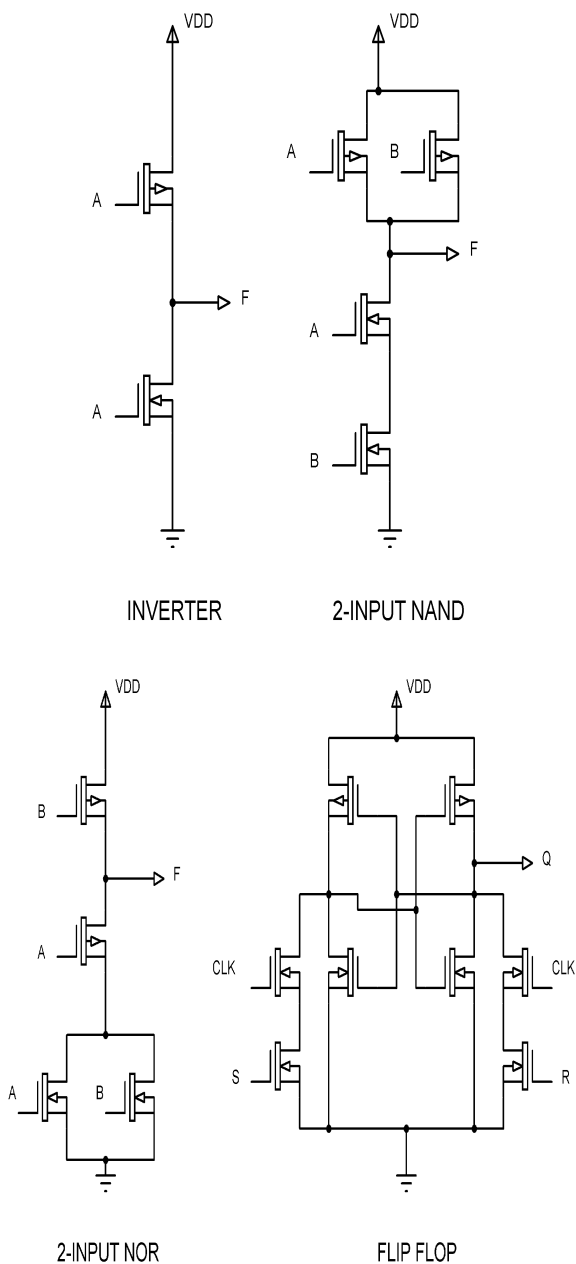 VDD
A
F
A
INVERTER
VDD
A
B
F
A
B
2-INPUT NAND
VDD
B
F
A
A
B
2-INPUT NOR
VDD
Q
CLK
CLK
S
R
FLIP FLOP